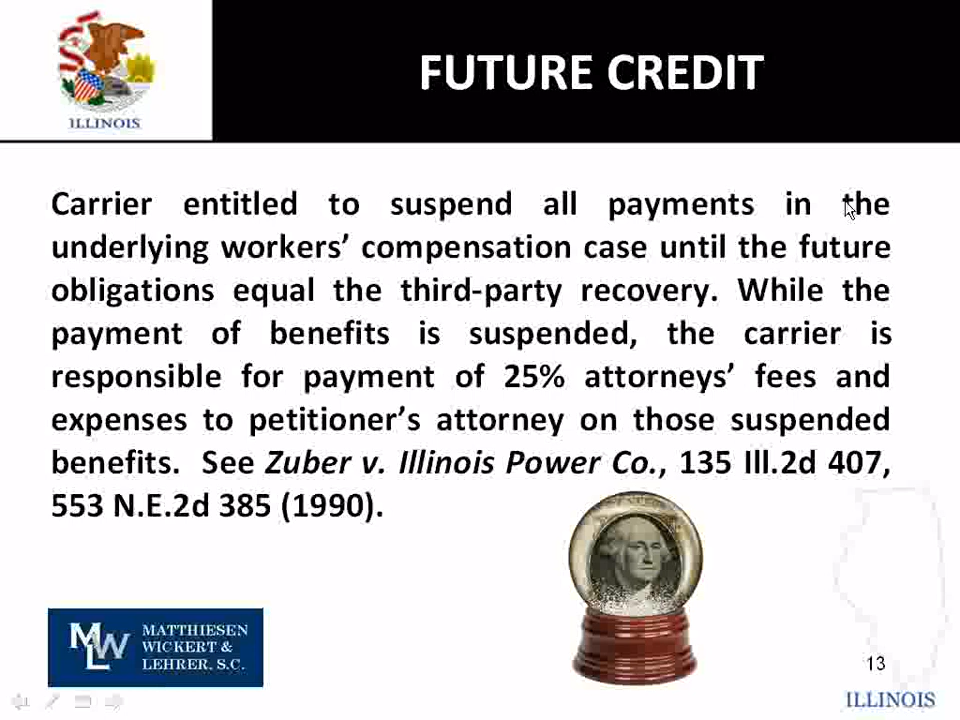 ILLINOIS
FUTURE CREDIT
Carrier entitled to suspend all payments in the
underlying workers’ compensation case until the future
obligations equal the third-party recovery. While the
payment of benefits is suspended, the carrier is
responsible for payment of 25% attorneys’ fees and
expenses to petitioner’s attorney on those suspended
benefits. See Zuber v. Illinois Power Co., 135 Ill.2d 407,
553 N.E.2d 385 (1990).
MWL
MATTHIESEN
WICKERT &
LEHRER, S.C.
13
ILLINOIS